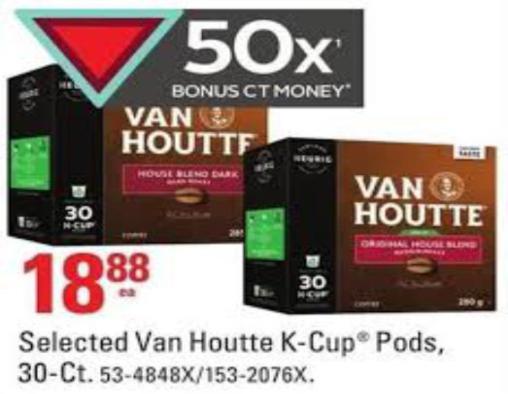 50X¹
BONUS CT MONEY*
VAN
HOUTTE
HOUSE BLEND DARK
30
K-CUP
KEURIG
VAN
HOUTTE
ORIGINAL HOUSE BLEND
30
K-CUP
280 g
18⁸⁸
ea
Selected Van Houtte K-Cup® Pods,
30-Ct. 53-4848X/153-2076X.